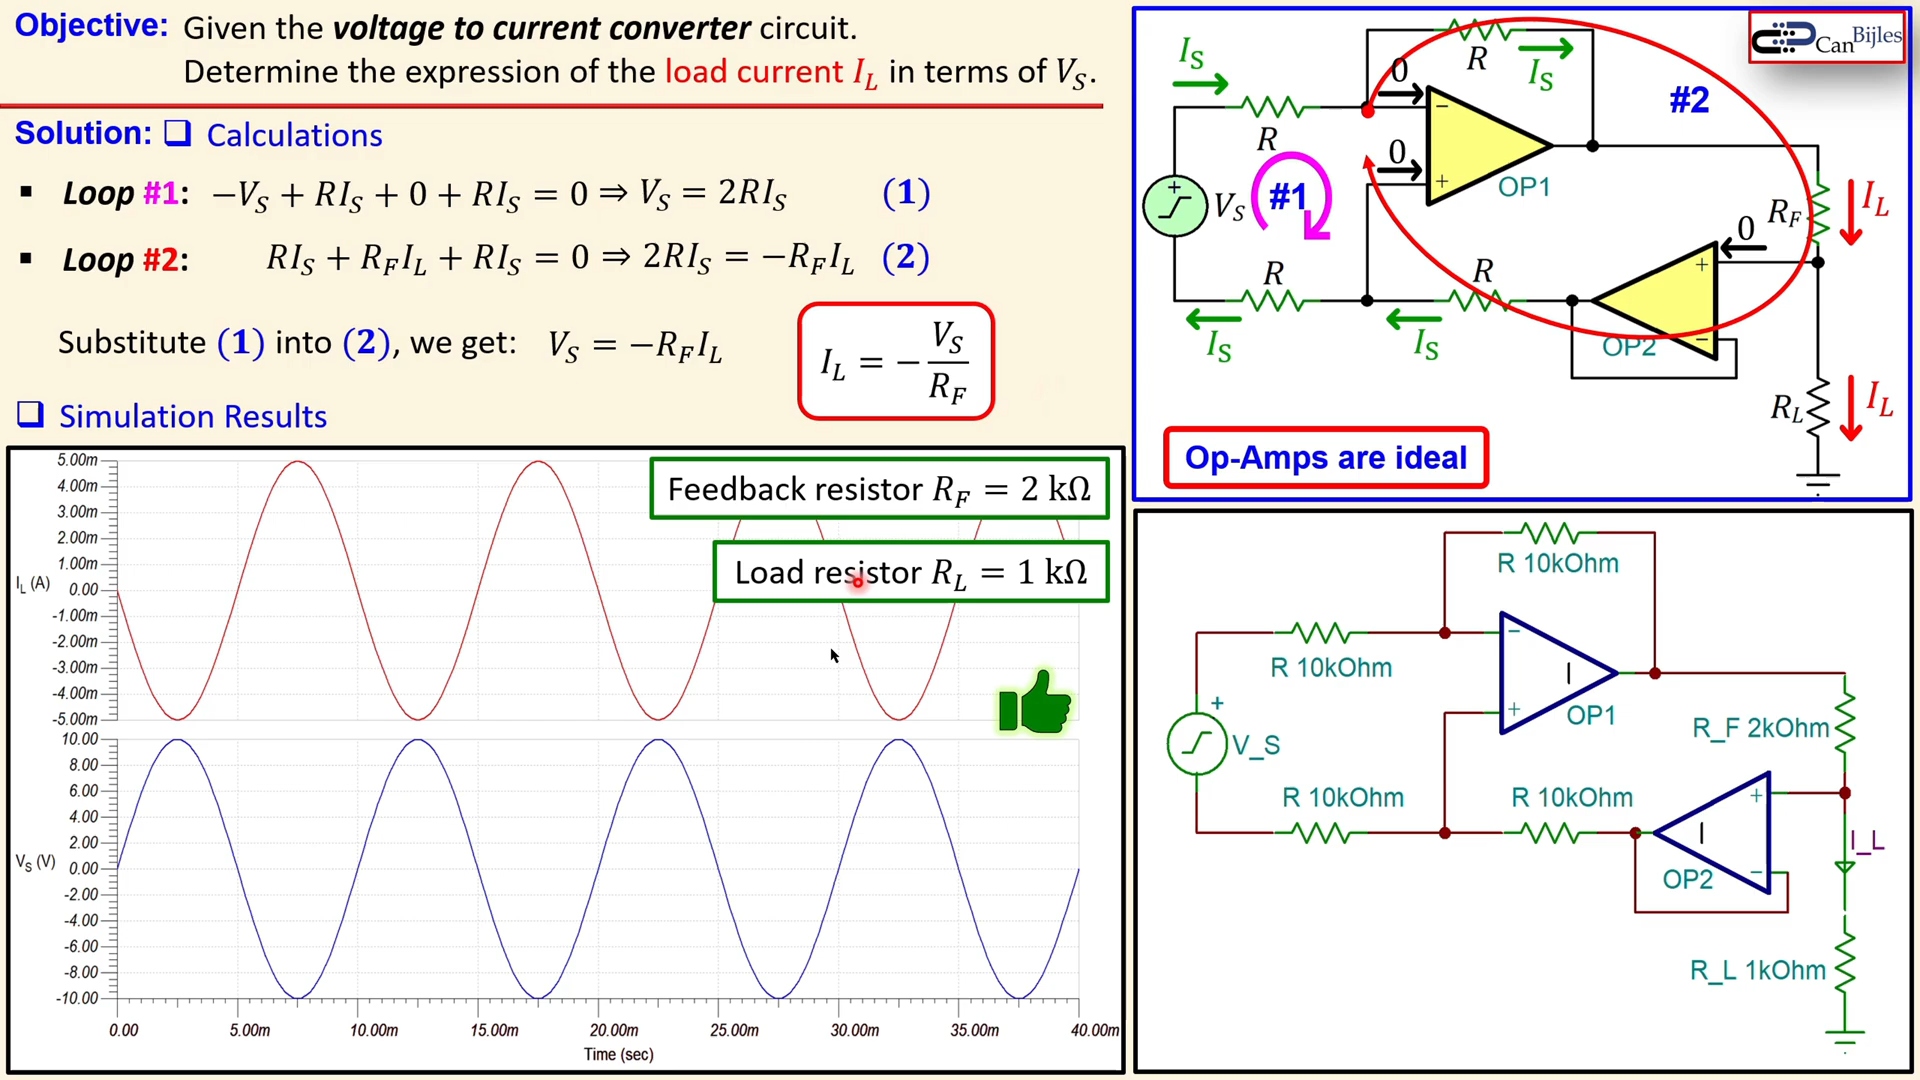 Objective: Given the voltage to current converter circuit.
Determine the expression of the load current I_L in terms of V_S.
Solution: ❑ Calculations
▪ Loop #1: −V_S + RI_S + 0 + RI_S = 0 ⇒ V_S = 2RI_S (1)
▪ Loop #2: RI_S + R_F I_L + RI_S = 0 ⇒ 2RI_S = −R_F I_L (2)
Substitute (1) into (2), we get: V_S = −R_F I_L
I_L = − V_S / R_F
❑ Simulation Results
Feedback resistor R_F = 2 kΩ
Load resistor R_L = 1 kΩ
I_L (A)
5.00m
4.00m
3.00m
2.00m
1.00m
0.00
-1.00m
-2.00m
-3.00m
-4.00m
-5.00m
V_S (V)
10.00
8.00
6.00
4.00
2.00
0.00
-2.00
-4.00
-6.00
-8.00
-10.00
0.00 5.00m 10.00m 15.00m 20.00m 25.00m 30.00m 35.00m 40.00m
Time (sec)
CanBijles
I_S
R
I_S
0
#2
−
R
0
+
OP1
+
V_S
#1
R_F
I_L
0
R
R
+
I_S
I_S
OP2
−
R_L
I_L
Op-Amps are ideal
R 10kOhm
−
R 10kOhm
+
OP1
+
V_S
R_F 2kOhm
R 10kOhm
R 10kOhm
+
I_L
OP2
−
R_L 1kOhm